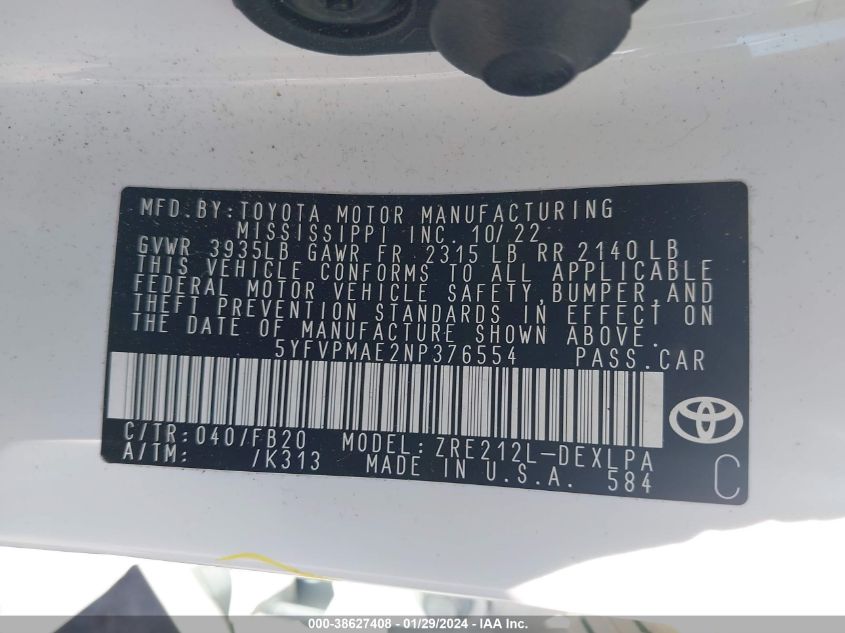 MFD.BY:TOYOTA MOTOR MANUFACTURING
MISSISSIPPI INC. 10/22
GVWR 3935LB GAWR FR 2315 LB RR 2140 LB
THIS VEHICLE CONFORMS TO ALL APPLICABLE
FEDERAL MOTOR VEHICLE SAFETY,BUMPER,AND
THEFT PREVENTION STANDARDS IN EFFECT ON
THE DATE OF MANUFACTURE SHOWN ABOVE.
5YFVPMAE2NP376554 PASS.CAR
C/TR:040/FB20 MODEL:ZRE212L-DEXLPA
A/TM: /K313 MADE IN U.S.A. 584
C
000-38627408 - 01/29/2024 - IAA Inc.